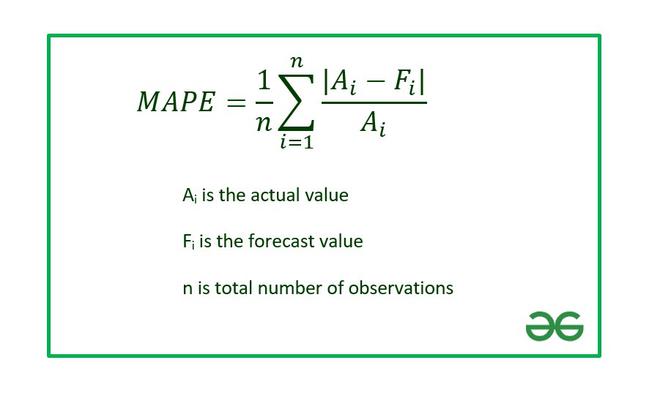 MAPE = \frac{1}{n} \sum_{i=1}^{n} \frac{|A_i - F_i|}{A_i}
A_i is the actual value
F_i is the forecast value
n is total number of observations